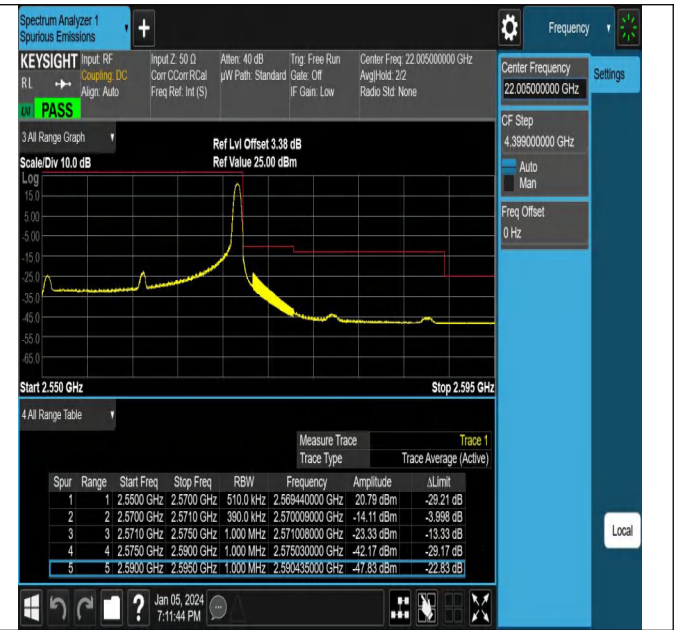 Spectrum Analyzer 1
Spurious Emissions
Frequency
KEYSIGHT Input: RF Input Z: 50 Ω Atten: 40 dB Trig: Free Run Center Freq: 22.005000000 GHz
RL Coupling: DC Corr CCorr RCal µW Path: Standard Gate: Off Avg|Hold: 2/2
Align: Auto Freq Ref: Int (S) IF Gain: Low Radio Std: None
PASS
Center Frequency
22.005000000 GHz
Settings
CF Step
4.399000000 GHz
Auto
Man
Freq Offset
0 Hz
3 All Range Graph
Ref Lvl Offset 3.38 dB
Scale/Div 10.0 dB Ref Value 25.00 dBm
Log
15.0
5.00
-5.00
-15.0
-25.0
-35.0
-45.0
-55.0
-65.0
Start 2.550 GHz Stop 2.595 GHz
4 All Range Table
Measure Trace Trace 1
Trace Type Trace Average (Active)
Spur Range Start Freq Stop Freq RBW Frequency Amplitude ΔLimit
1 1 2.5500 GHz 2.5700 GHz 510.0 kHz 2.569440000 GHz 20.79 dBm -29.21 dB
2 2 2.5700 GHz 2.5710 GHz 390.0 kHz 2.570009000 GHz -14.11 dBm -3.998 dB
3 3 2.5710 GHz 2.5750 GHz 1.000 MHz 2.571008000 GHz -23.33 dBm -13.33 dB
4 4 2.5750 GHz 2.5900 GHz 1.000 MHz 2.575030000 GHz -42.17 dBm -29.17 dB
5 5 2.5900 GHz 2.5950 GHz 1.000 MHz 2.590435000 GHz -47.83 dBm -22.83 dB
Local
Jan 05, 2024
7:11:44 PM